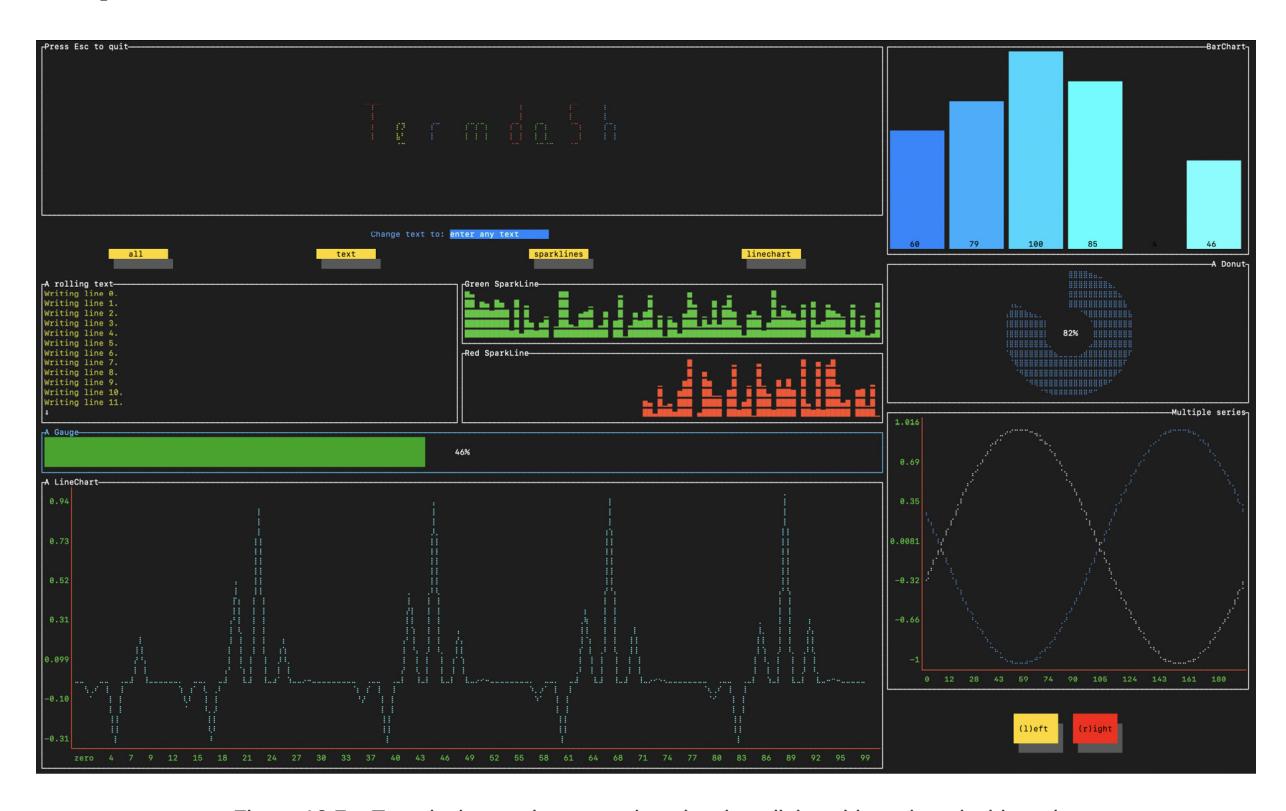 Press Esc to quit
TermdaSh
Change text to: enter any text
all
text
sparklines
linechart
A rolling text
Writing line 0.
Writing line 1.
Writing line 2.
Writing line 3.
Writing line 4.
Writing line 5.
Writing line 6.
Writing line 7.
Writing line 8.
Writing line 9.
Writing line 10.
Writing line 11.
↓
Green SparkLine
Red SparkLine
A Gauge
46%
A LineChart
0.94
0.73
0.52
0.31
0.099
-0.10
-0.31
zero 4 7 9 12 15 18 21 24 27 30 33 37 40 43 46 49 52 55 58 61 64 68 71 74 77 80 83 86 89 92 95 99
BarChart
60 79 100 85 4 46
A Donut
82%
Multiple series
1.016
0.69
0.35
0.0081
-0.32
-0.66
-1
0 12 28 43 59 74 90 106 124 143 161 180
(l)eft
(r)ight